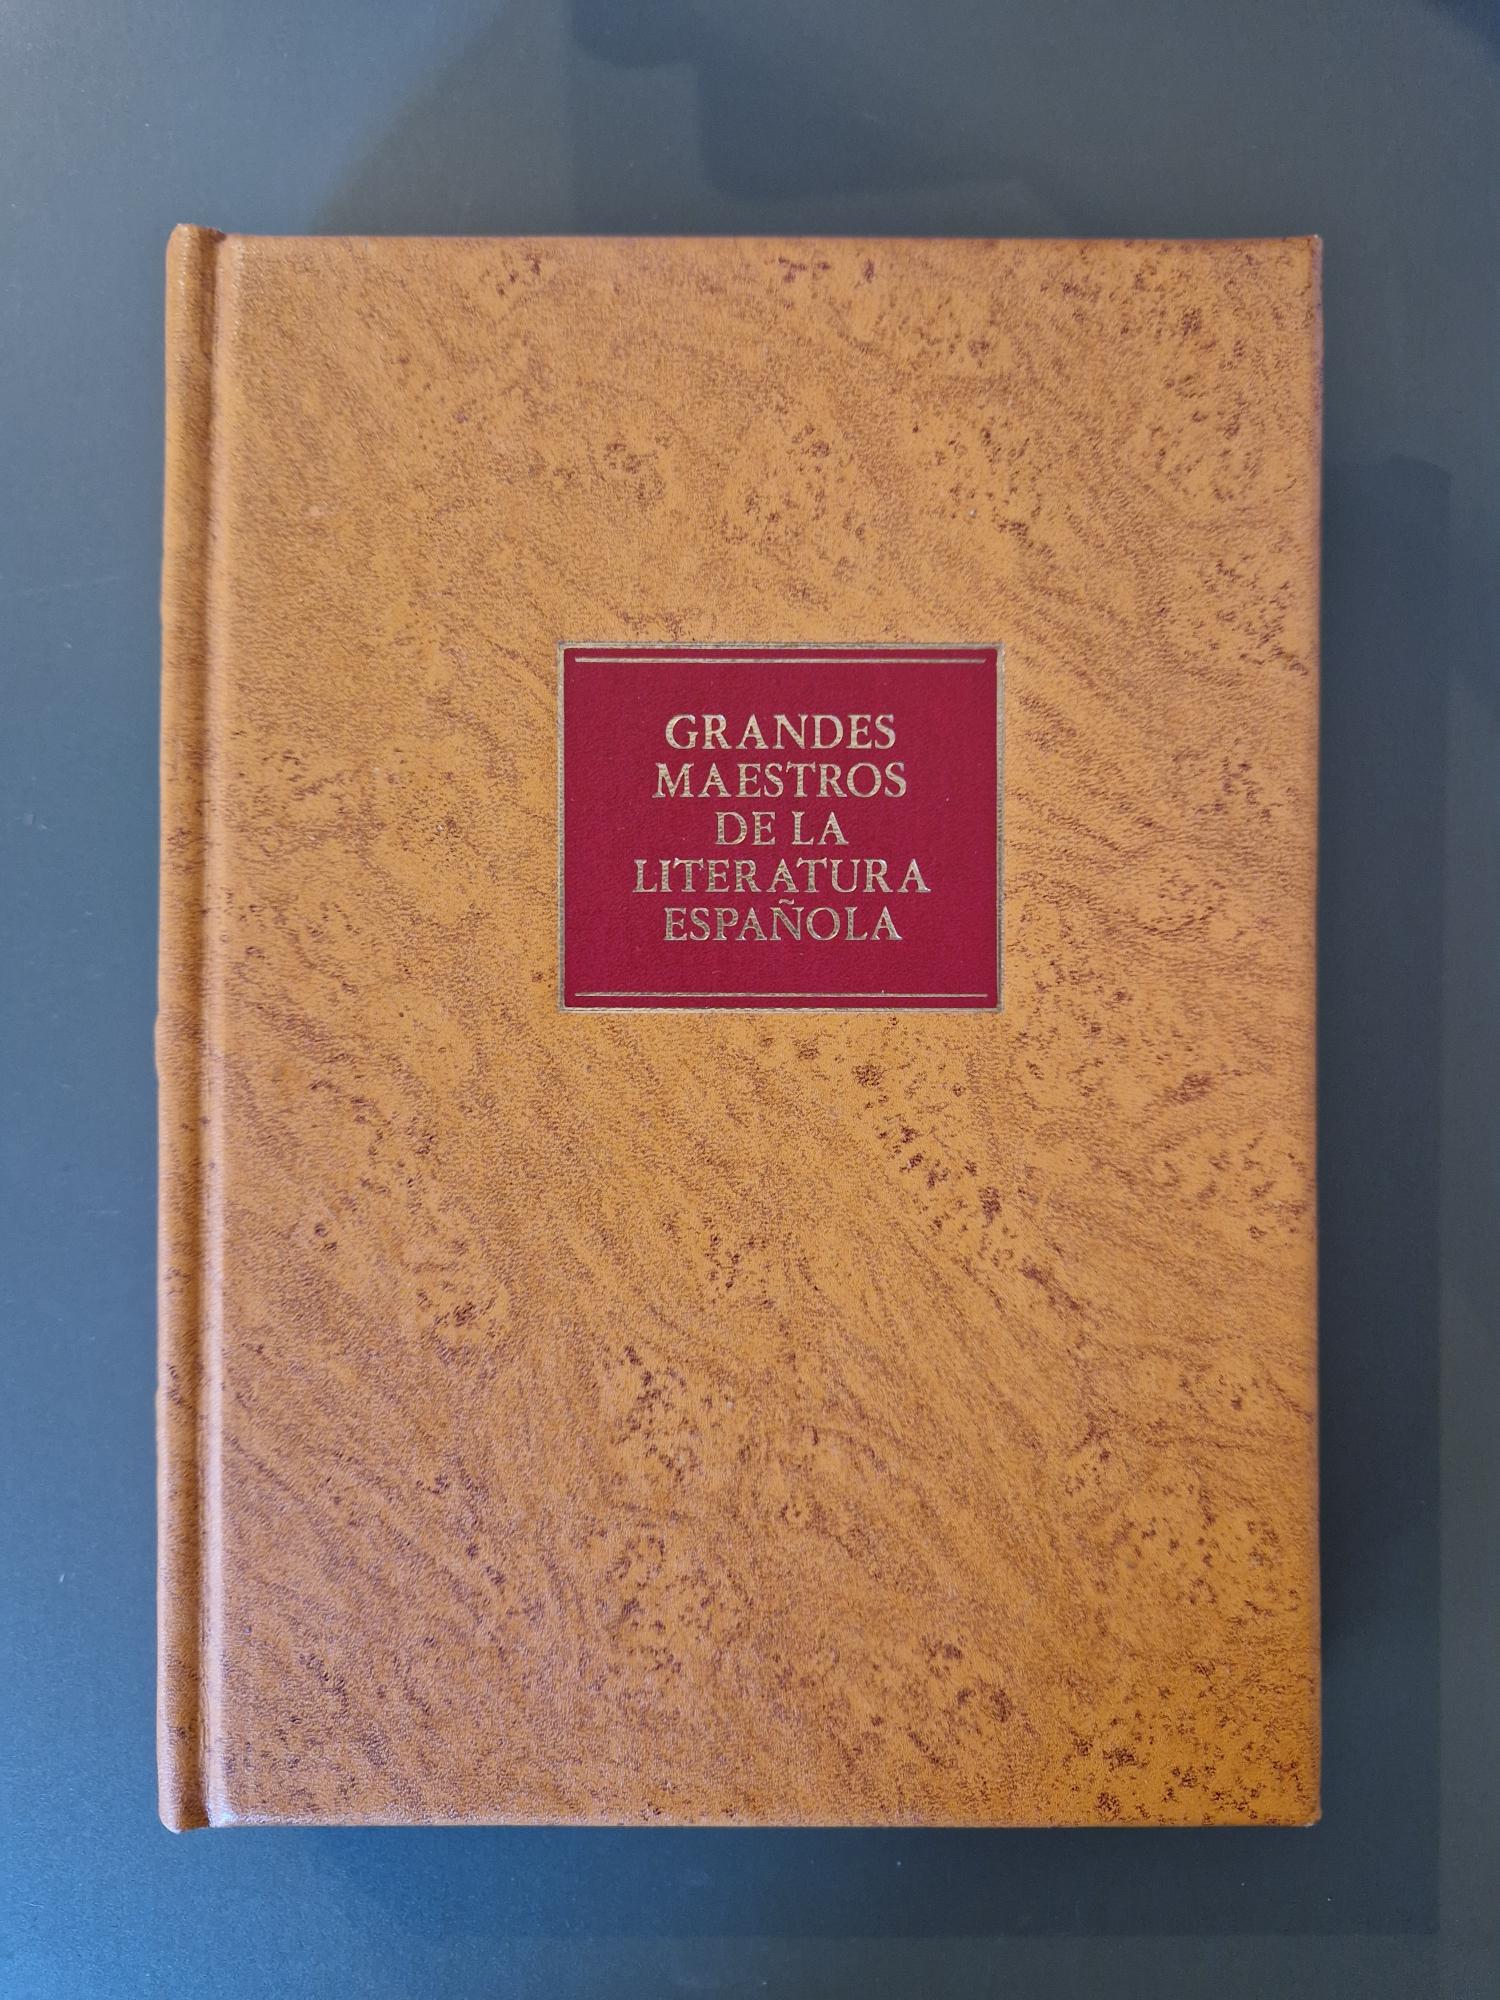 GRANDES
MAESTROS
DE LA
LITERATURA
ESPAÑOLA